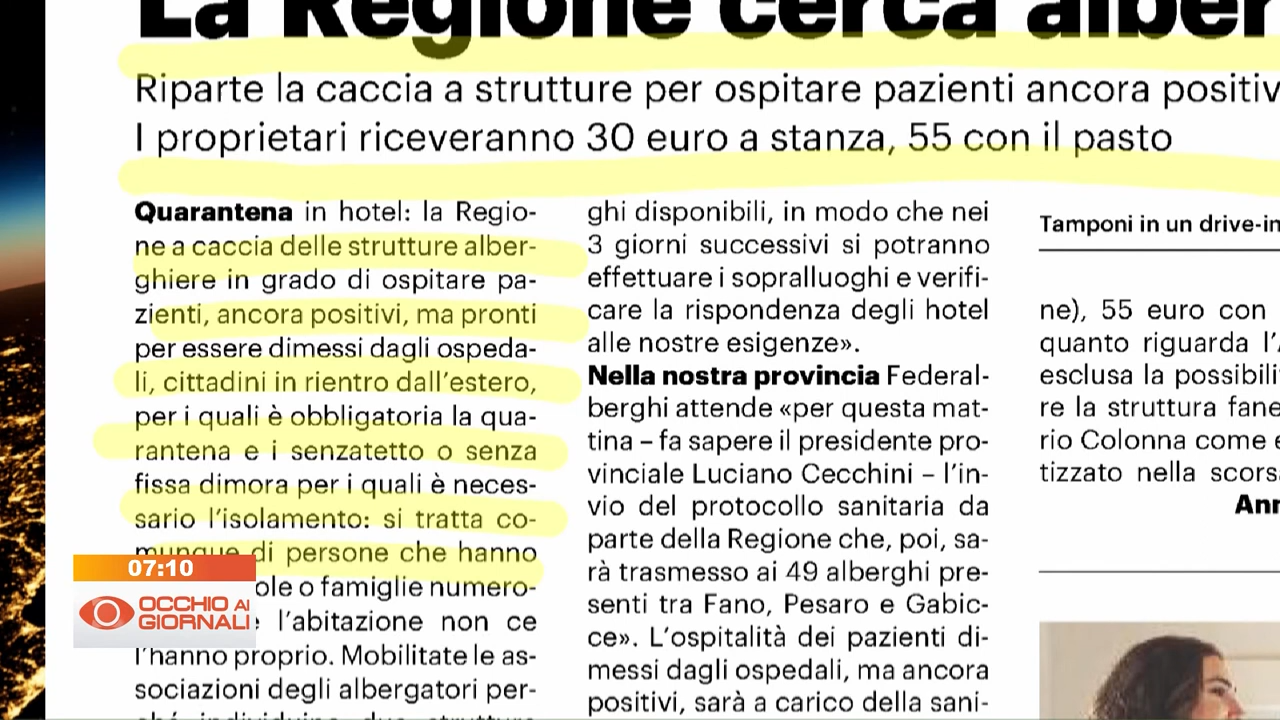 La Regione cerca alber
Riparte la caccia a strutture per ospitare pazienti ancora positiv
I proprietari riceveranno 30 euro a stanza, 55 con il pasto
Quarantena in hotel: la Regio-
ne a caccia delle strutture alber-
ghiere in grado di ospitare pa-
zienti, ancora positivi, ma pronti
per essere dimessi dagli ospeda-
li, cittadini in rientro dall'estero,
per i quali è obbligatoria la qua-
rantena e i senzatetto o senza
fissa dimora per i quali è neces-
sario l'isolamento: si tratta co-
munque di persone che hanno
ole o famiglie numero-
l'abitazione non ce
l'hanno proprio. Mobilitate le as-
sociazioni degli albergatori per-
ché individuino due strutture
ghi disponibili, in modo che nei
3 giorni successivi si potranno
effettuare i sopralluoghi e verifi-
care la rispondenza degli hotel
alle nostre esigenze».
Nella nostra provincia Federal-
berghi attende «per questa mat-
tina – fa sapere il presidente pro-
vinciale Luciano Cecchini – l'in-
vio del protocollo sanitaria da
parte della Regione che, poi, sa-
rà trasmesso ai 49 alberghi pre-
senti tra Fano, Pesaro e Gabic-
ce». L'ospitalità dei pazienti di-
messi dagli ospedali, ma ancora
positivi, sarà a carico della sani-
Tamponi in un drive-in
ne), 55 euro con
quanto riguarda l'A
esclusa la possibili
re la struttura fane
rio Colonna come e
tizzato nella scors
Ann
07:10
OCCHIO AI
GIORNALI